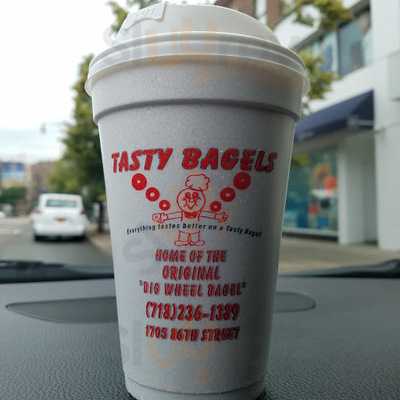 TASTY BAGELS
Everything tastes better on a Tasty Bagel
HOME OF THE
ORIGINAL
"BIG WHEEL BAGEL"
(718)236-1389
1705 86TH STREET